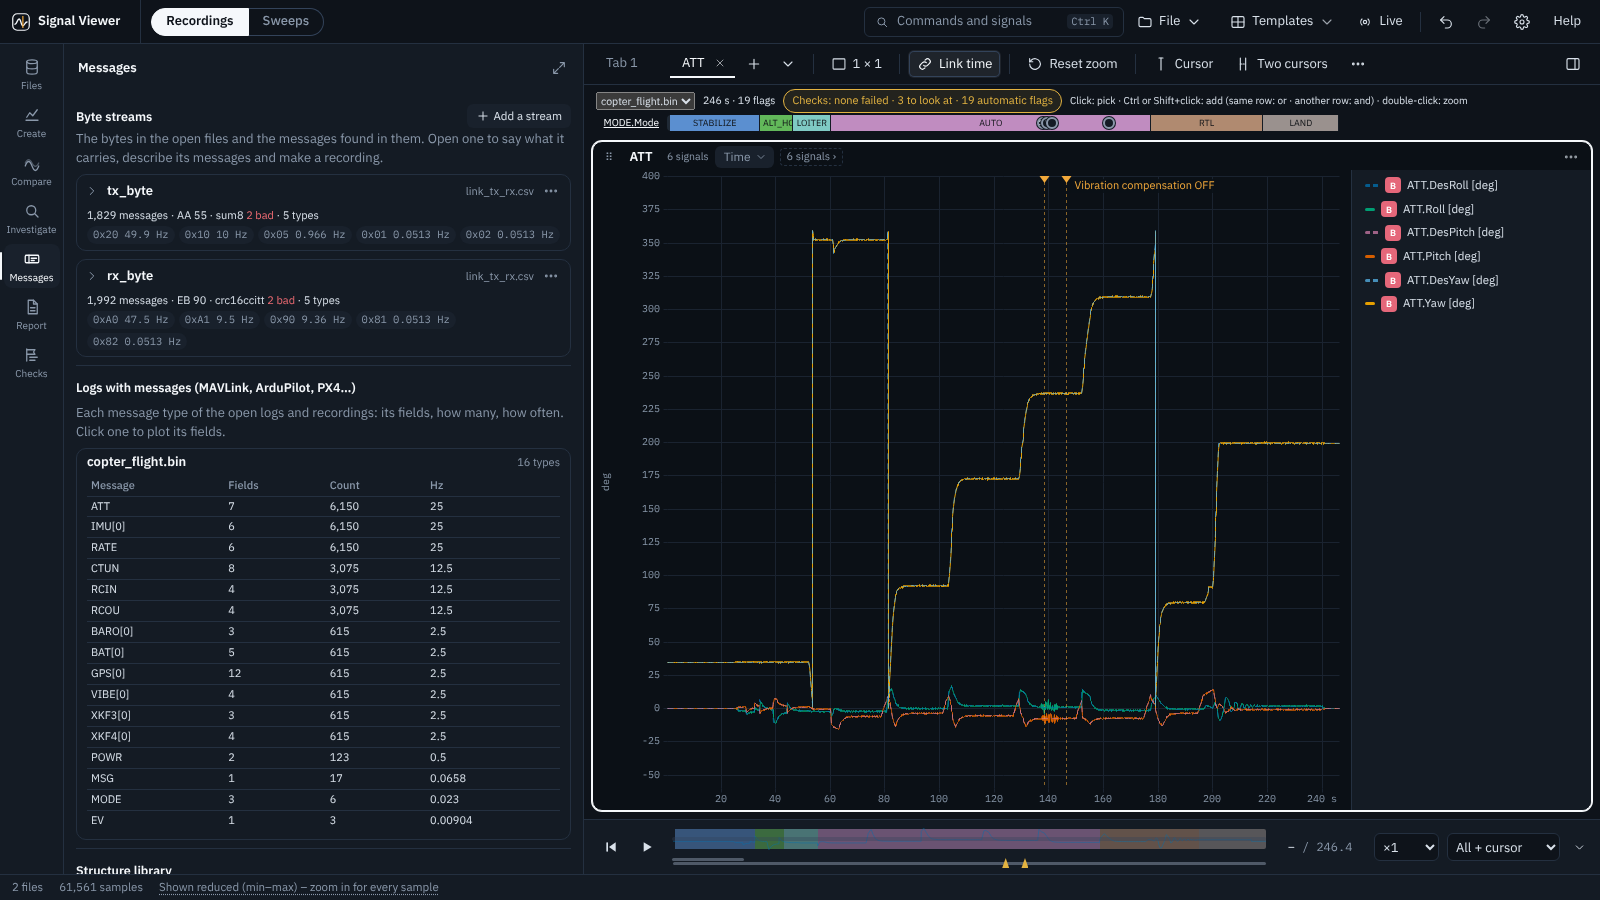 Signal Viewer
Recordings
Sweeps
Commands and signals
Ctrl K
File
Templates
Live
Help
Files
Create
Compare
Investigate
Messages
Report
Checks
Messages
Byte streams
Add a stream
The bytes in the open files and the messages found in them. Open one to say what it
carries, describe its messages and make a recording.
tx_byte
link_tx_rx.csv
1,829 messages · AA 55 · sum8 2 bad · 5 types
0x20 49.9 Hz
0x10 10 Hz
0x05 0.966 Hz
0x01 0.0513 Hz
0x02 0.0513 Hz
rx_byte
link_tx_rx.csv
1,992 messages · EB 90 · crc16ccitt 2 bad · 5 types
0xA0 47.5 Hz
0xA1 9.5 Hz
0x90 9.36 Hz
0x81 0.0513 Hz
0x82 0.0513 Hz
Logs with messages (MAVLink, ArduPilot, PX4…)
Each message type of the open logs and recordings: its fields, how many, how often.
Click one to plot its fields.
copter_flight.bin
16 types
Message Fields Count Hz
ATT 7 6,150 25
IMU[0] 6 6,150 25
RATE 6 6,150 25
CTUN 8 3,075 12.5
RCIN 4 3,075 12.5
RCOU 4 3,075 12.5
BARO[0] 3 615 2.5
BAT[0] 5 615 2.5
GPS[0] 12 615 2.5
VIBE[0] 4 615 2.5
XKF3[0] 3 615 2.5
XKF4[0] 4 615 2.5
POWR 2 123 0.5
MSG 1 17 0.0658
MODE 3 6 0.023
EV 1 3 0.00904
Structure library
Tab 1
ATT
1 × 1
Link time
Reset zoom
Cursor
Two cursors
copter_flight.bin
246 s · 19 flags
Checks: none failed · 3 to look at · 19 automatic flags
Click: pick · Ctrl or Shift+click: add (same row: or · another row: and) · double-click: zoom
MODE.Mode
STABILIZE
ALT_HO
LOITER
AUTO
RTL
LAND
ATT
6 signals
Time
6 signals ›
Vibration compensation OFF
400
375
350
325
300
275
250
225
200
175
150
125
100
75
50
25
0
-25
-50
deg
20 40 60 80 100 120 140 160 180 200 220 240 s
B ATT.DesRoll [deg]
B ATT.Roll [deg]
B ATT.DesPitch [deg]
B ATT.Pitch [deg]
B ATT.DesYaw [deg]
B ATT.Yaw [deg]
– / 246.4
×1
All + cursor
2 files
61,561 samples
Shown reduced (min–max) – zoom in for every sample